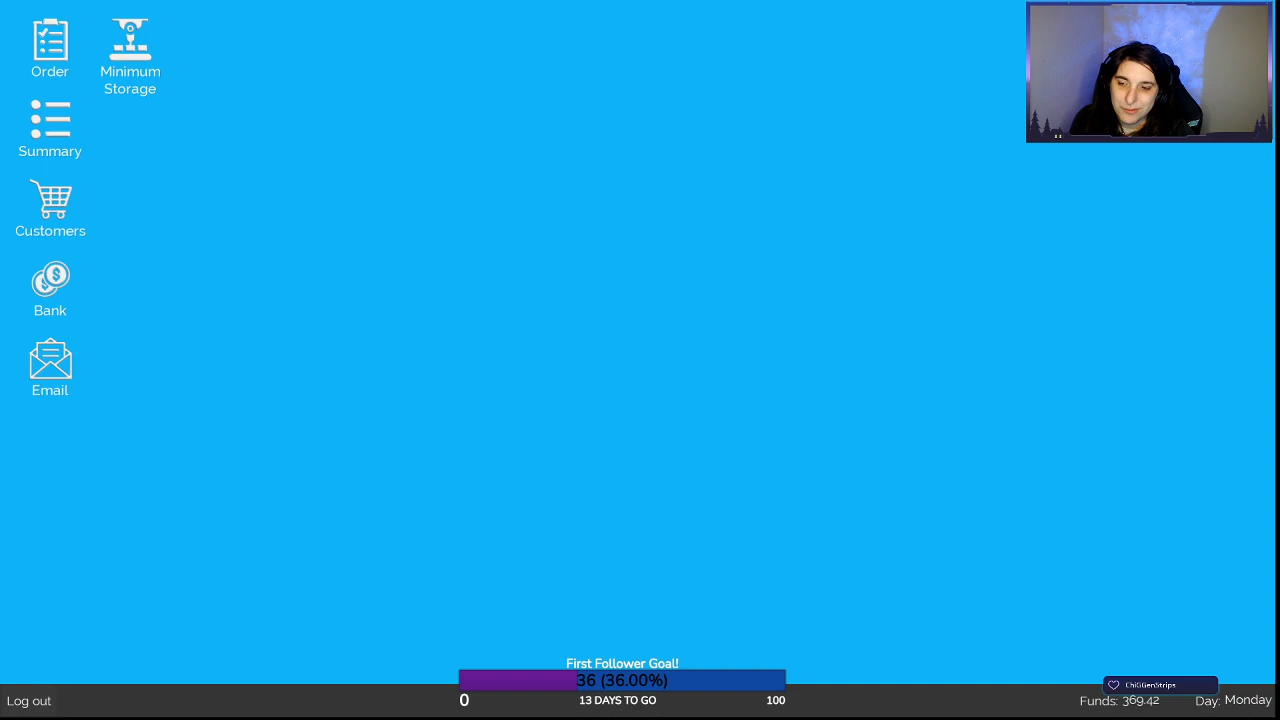 Order
Minimum
Storage
Summary
Customers
Bank
Email
First Follower Goal!
36 (36.00%)
0
13 DAYS TO GO
100
ChiGGenStrips
Log out
Funds: 369.42
Day: Monday